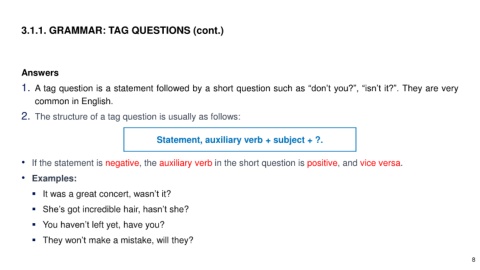 3.1.1. GRAMMAR: TAG QUESTIONS (cont.)
Answers
1. A tag question is a statement followed by a short question such as “don’t you?”, “isn’t it?”. They are very
common in English.
2. The structure of a tag question is usually as follows:
Statement, auxiliary verb + subject + ?.
• If the statement is negative, the auxiliary verb in the short question is positive, and vice versa.
• Examples:
▪ It was a great concert, wasn’t it?
▪ She’s got incredible hair, hasn’t she?
▪ You haven’t left yet, have you?
▪ They won’t make a mistake, will they?
8